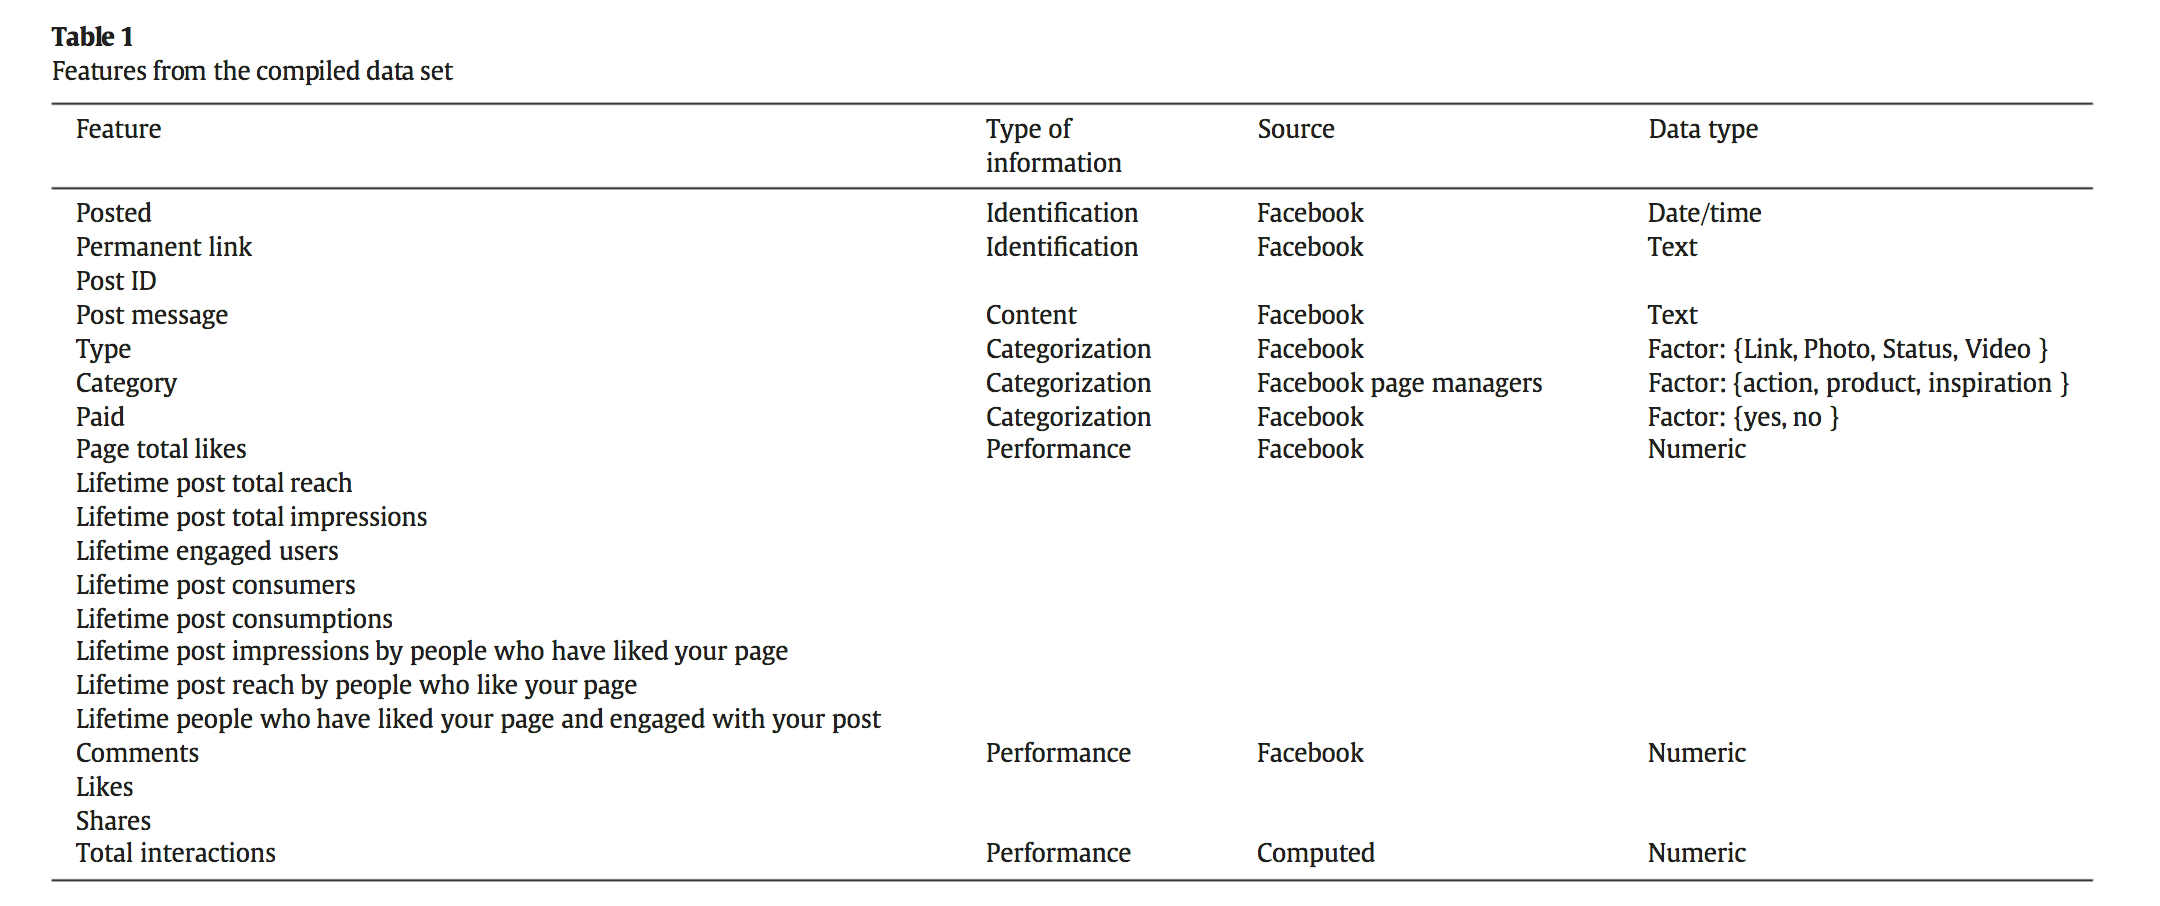 Table 1
Features from the compiled data set
Feature Type of information Source Data type
Posted Identification Facebook Date/time
Permanent link Identification Facebook Text
Post ID
Post message Content Facebook Text
Type Categorization Facebook Factor: {Link, Photo, Status, Video }
Category Categorization Facebook page managers Factor: {action, product, inspiration }
Paid Categorization Facebook Factor: {yes, no }
Page total likes Performance Facebook Numeric
Lifetime post total reach
Lifetime post total impressions
Lifetime engaged users
Lifetime post consumers
Lifetime post consumptions
Lifetime post impressions by people who have liked your page
Lifetime post reach by people who like your page
Lifetime people who have liked your page and engaged with your post
Comments Performance Facebook Numeric
Likes
Shares
Total interactions Performance Computed Numeric